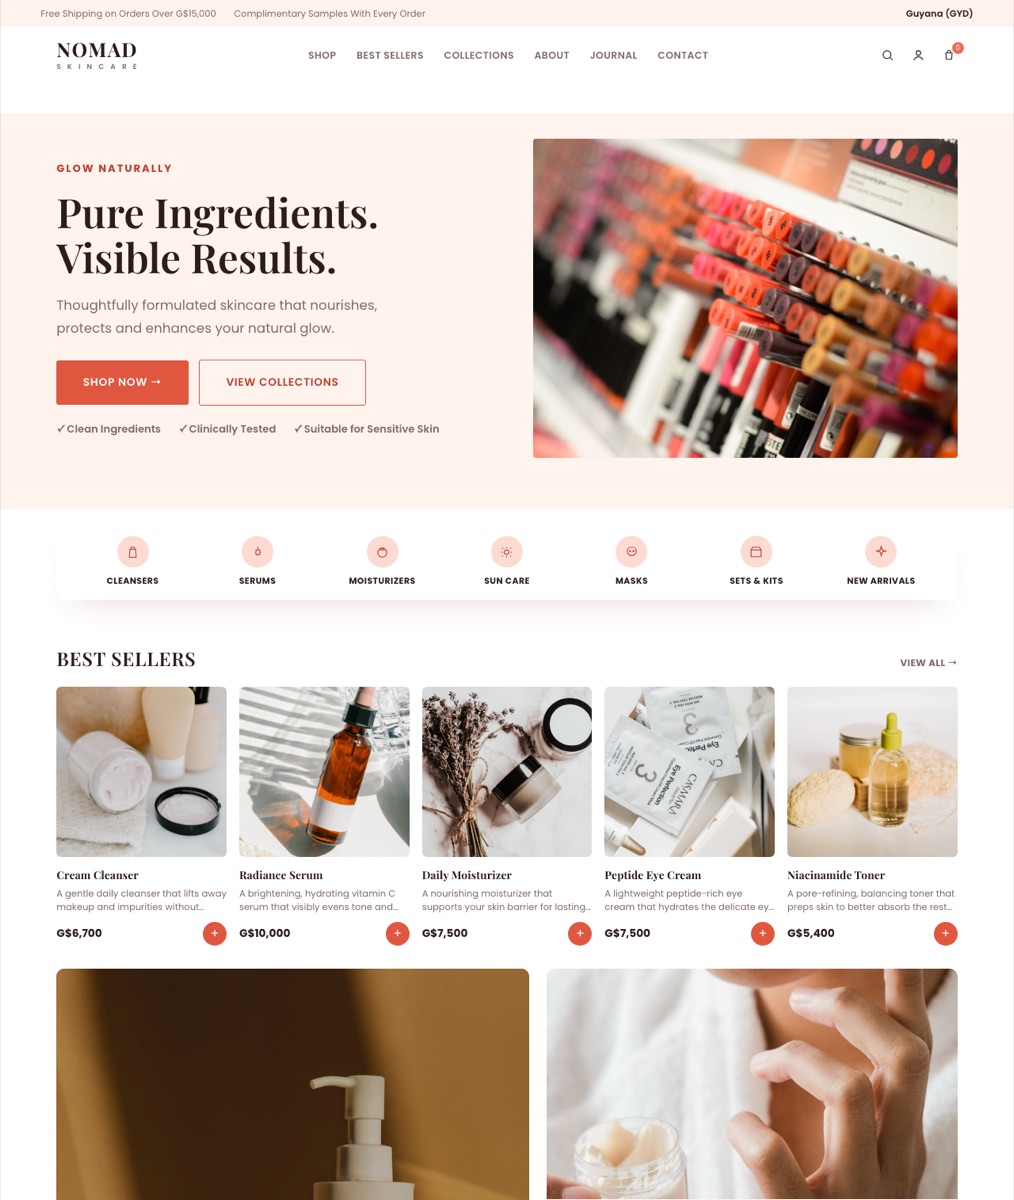 Free Shipping on Orders Over G$15,000 Complimentary Samples With Every Order Guyana (GYD)
NOMAD
SKINCARE
SHOP BEST SELLERS COLLECTIONS ABOUT JOURNAL CONTACT
0
GLOW NATURALLY
Pure Ingredients.
Visible Results.
Thoughtfully formulated skincare that nourishes,
protects and enhances your natural glow.
SHOP NOW → VIEW COLLECTIONS
✓ Clean Ingredients ✓ Clinically Tested ✓ Suitable for Sensitive Skin
CLEANSERS SERUMS MOISTURIZERS SUN CARE MASKS SETS & KITS NEW ARRIVALS
BEST SELLERS
VIEW ALL →
3
Eye Perfection
CASMARA
3
Cream Cleanser
A gentle daily cleanser that lifts away
makeup and impurities without...
G$6,700 +
Radiance Serum
A brightening, hydrating vitamin C
serum that visibly evens tone and...
G$10,000 +
Daily Moisturizer
A nourishing moisturizer that
supports your skin barrier for lasting...
G$7,500 +
Peptide Eye Cream
A lightweight peptide-rich eye
cream that hydrates the delicate ey...
G$7,500 +
Niacinamide Toner
A pore-refining, balancing toner that
preps skin to better absorb the rest...
G$5,400 +